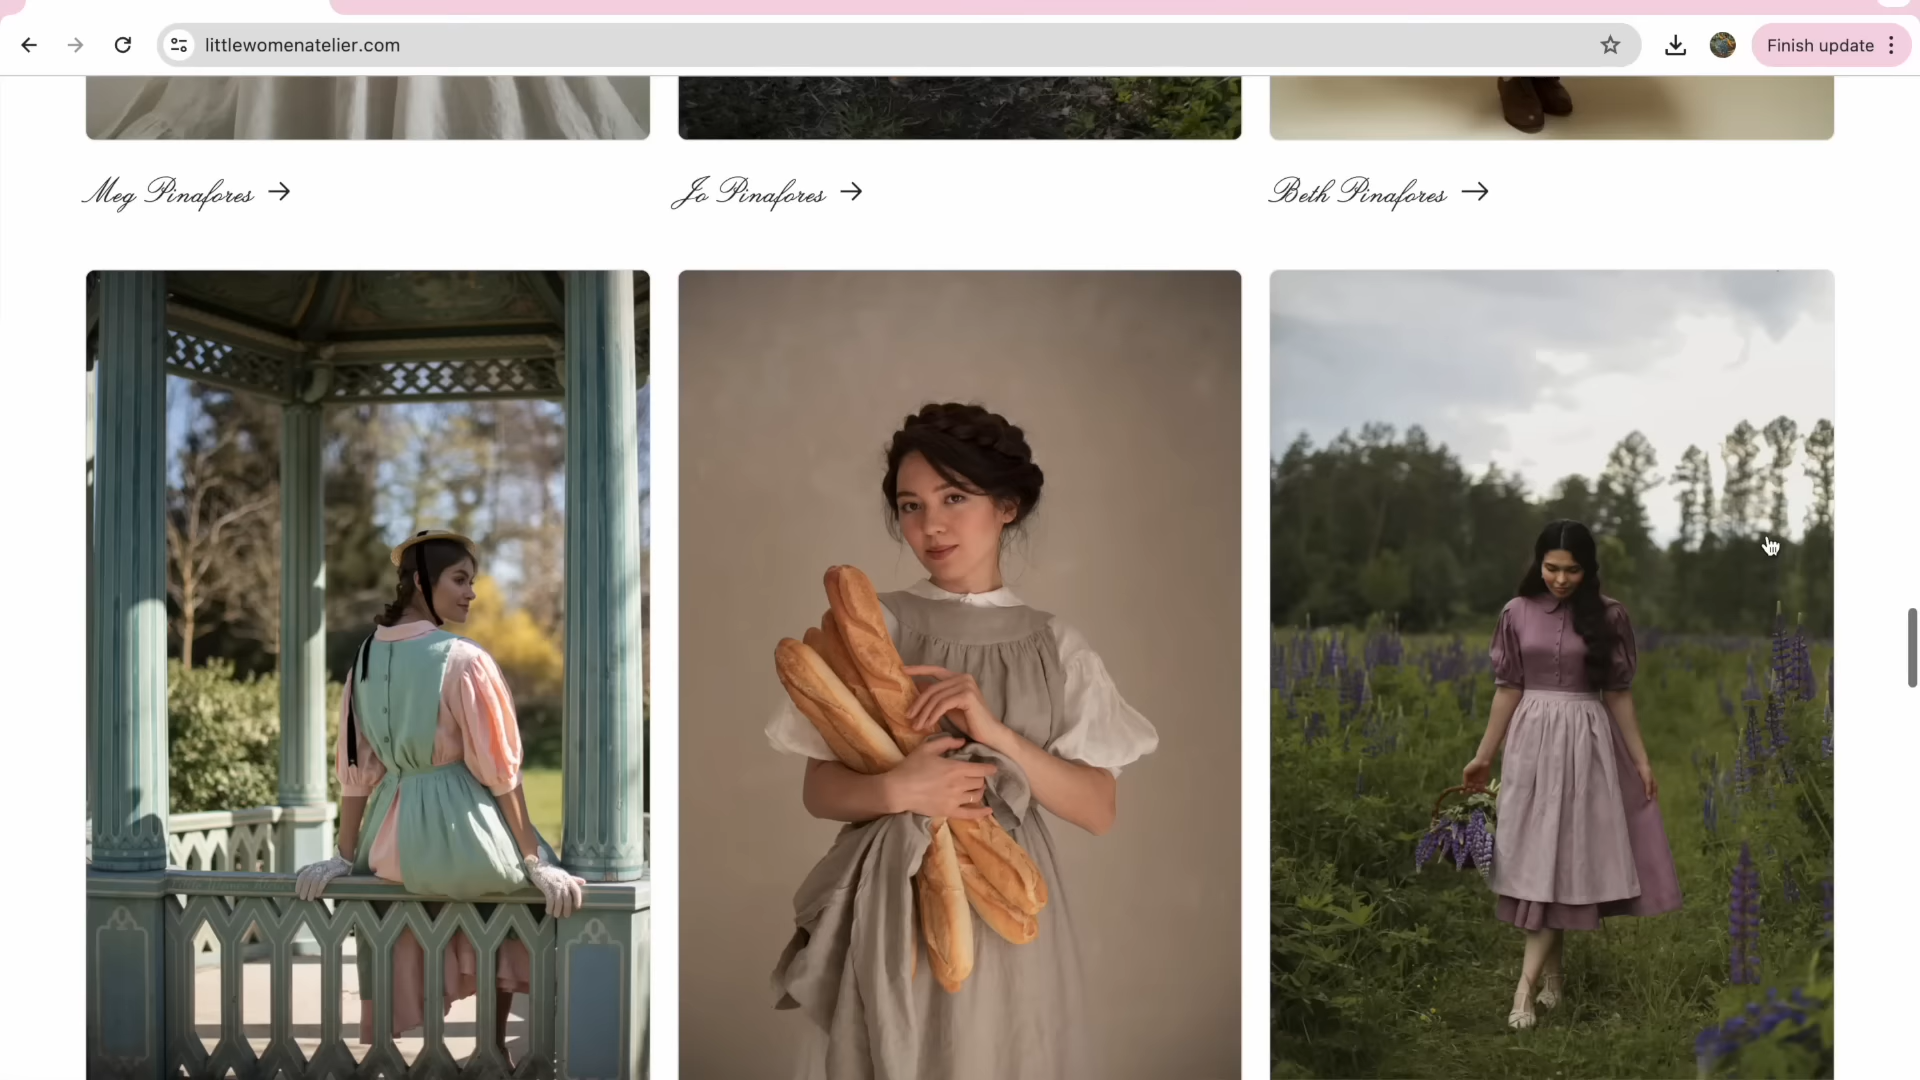 littlewomenatelier.com
Finish update
Meg Pinafores →
Jo Pinafores →
Beth Pinafores →